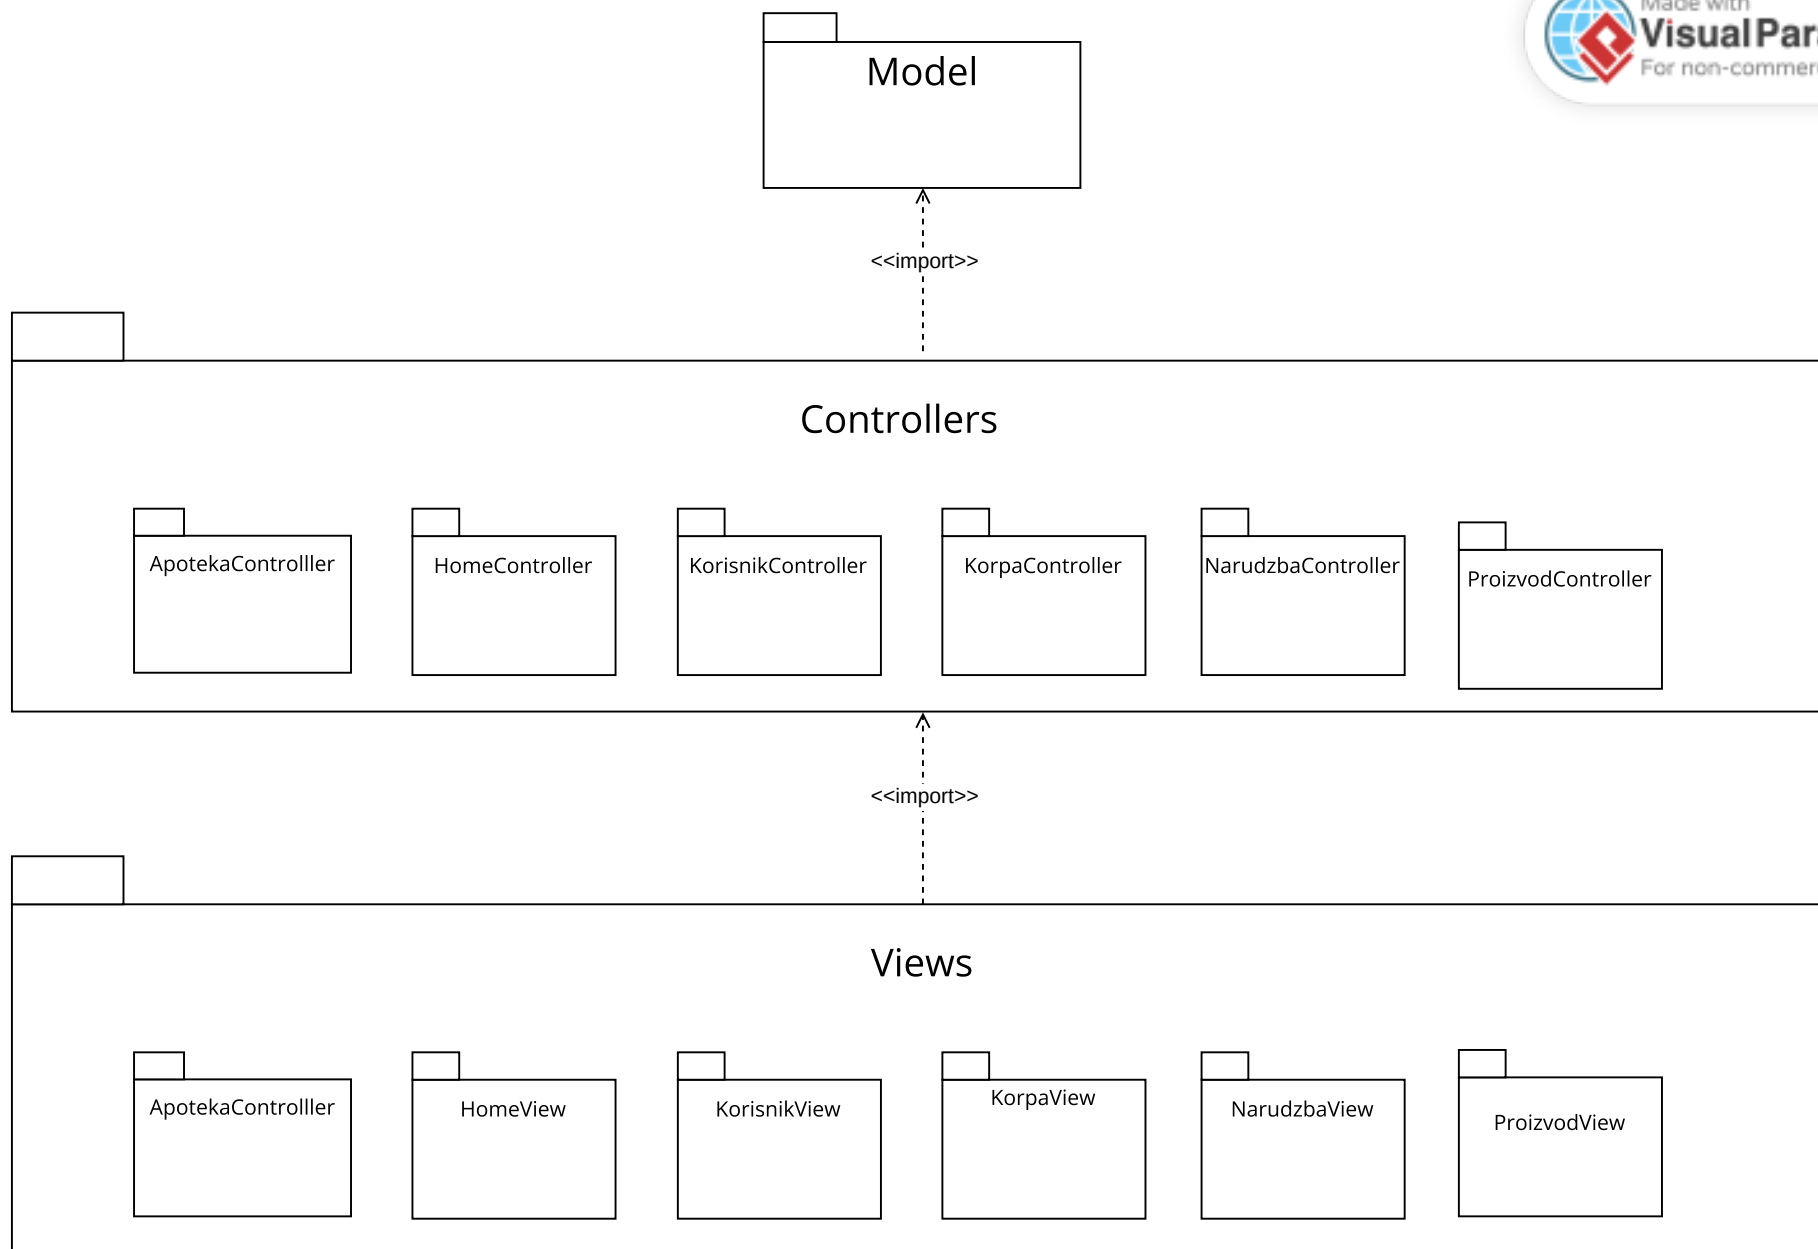 Made with
Visual Par
For non-commer
Model
<<import>>
Controllers
ApotekaControlller
HomeController
KorisnikController
KorpaController
NarudzbaController
ProizvodController
<<import>>
Views
ApotekaControlller
HomeView
KorisnikView
KorpaView
NarudzbaView
ProizvodView